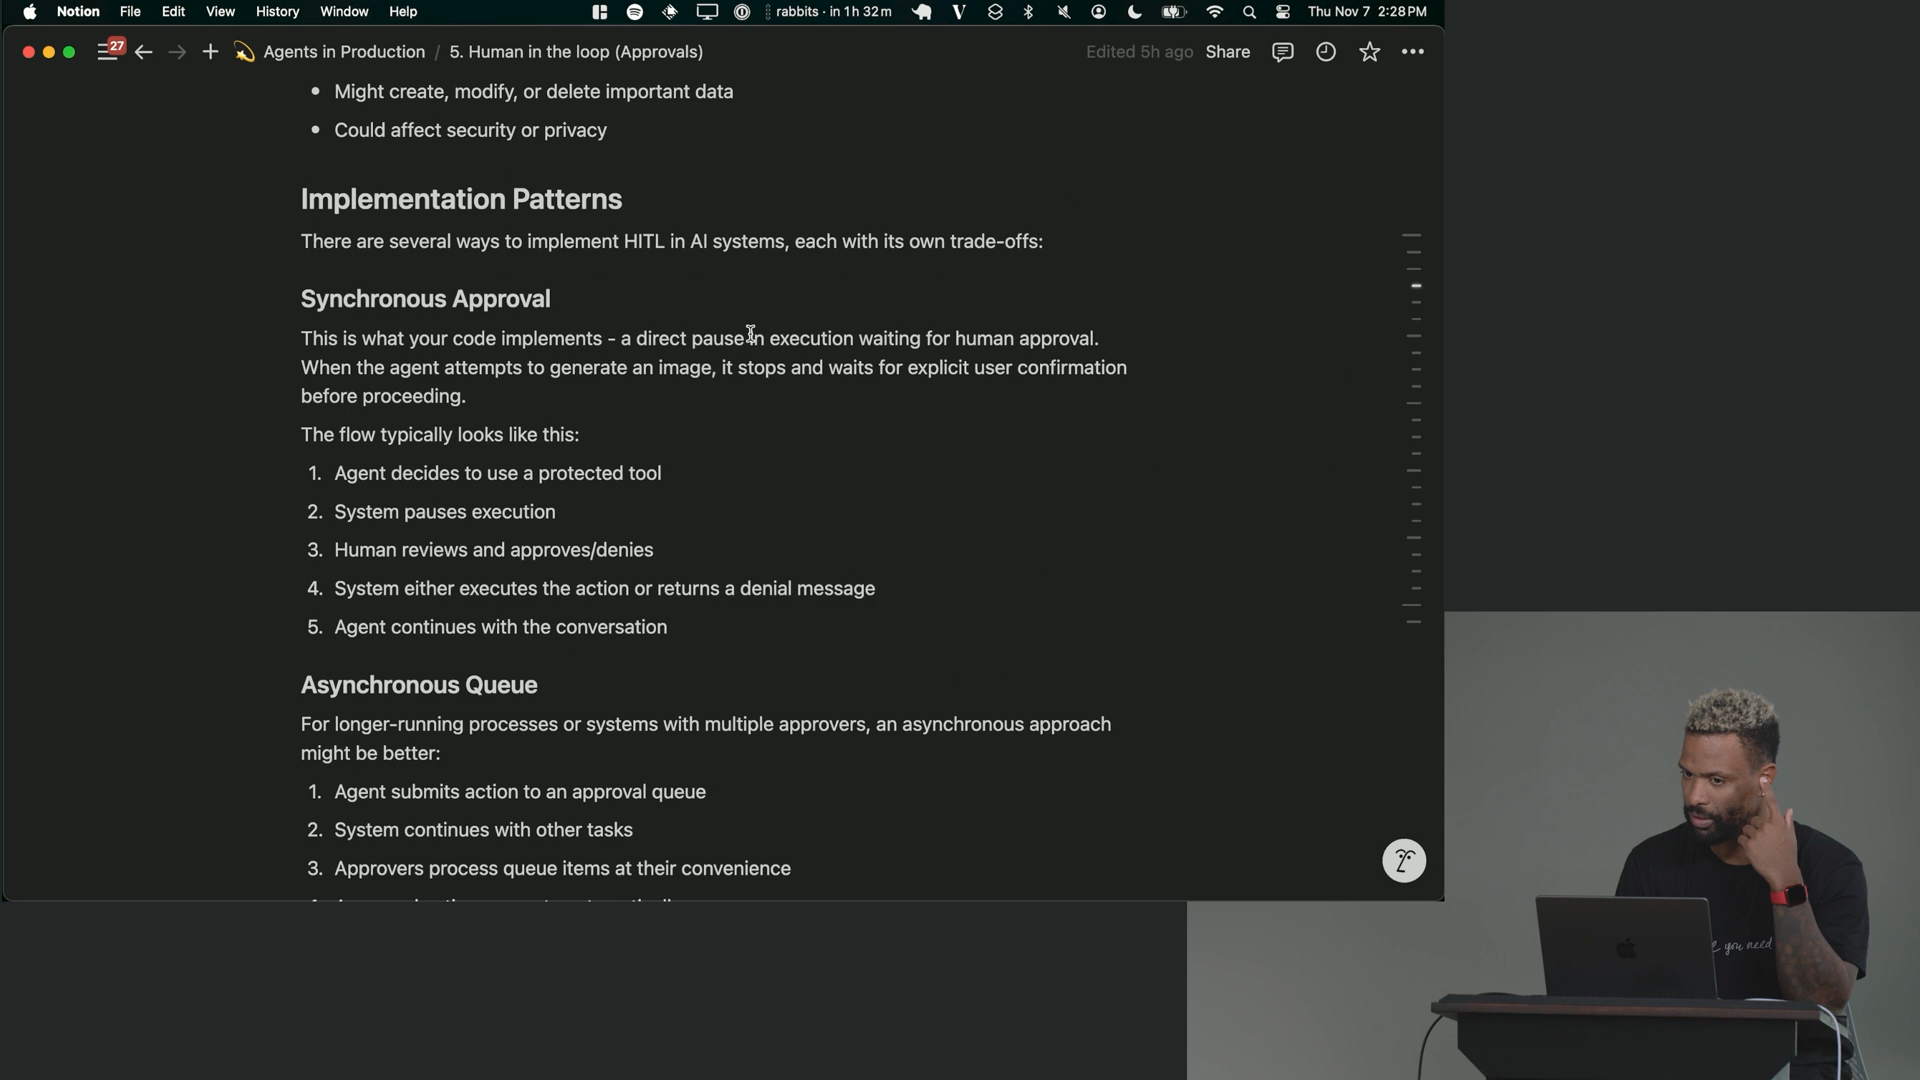 Notion File Edit View History Window Help rabbits · in 1h 32m Thu Nov 7 2:28 PM
27 Agents in Production / 5. Human in the loop (Approvals) Edited 5h ago Share
• Might create, modify, or delete important data
• Could affect security or privacy
Implementation Patterns
There are several ways to implement HITL in AI systems, each with its own trade-offs:
Synchronous Approval
This is what your code implements - a direct pause in execution waiting for human approval.
When the agent attempts to generate an image, it stops and waits for explicit user confirmation
before proceeding.
The flow typically looks like this:
1. Agent decides to use a protected tool
2. System pauses execution
3. Human reviews and approves/denies
4. System either executes the action or returns a denial message
5. Agent continues with the conversation
Asynchronous Queue
For longer-running processes or systems with multiple approvers, an asynchronous approach
might be better:
1. Agent submits action to an approval queue
2. System continues with other tasks
3. Approvers process queue items at their convenience
you need